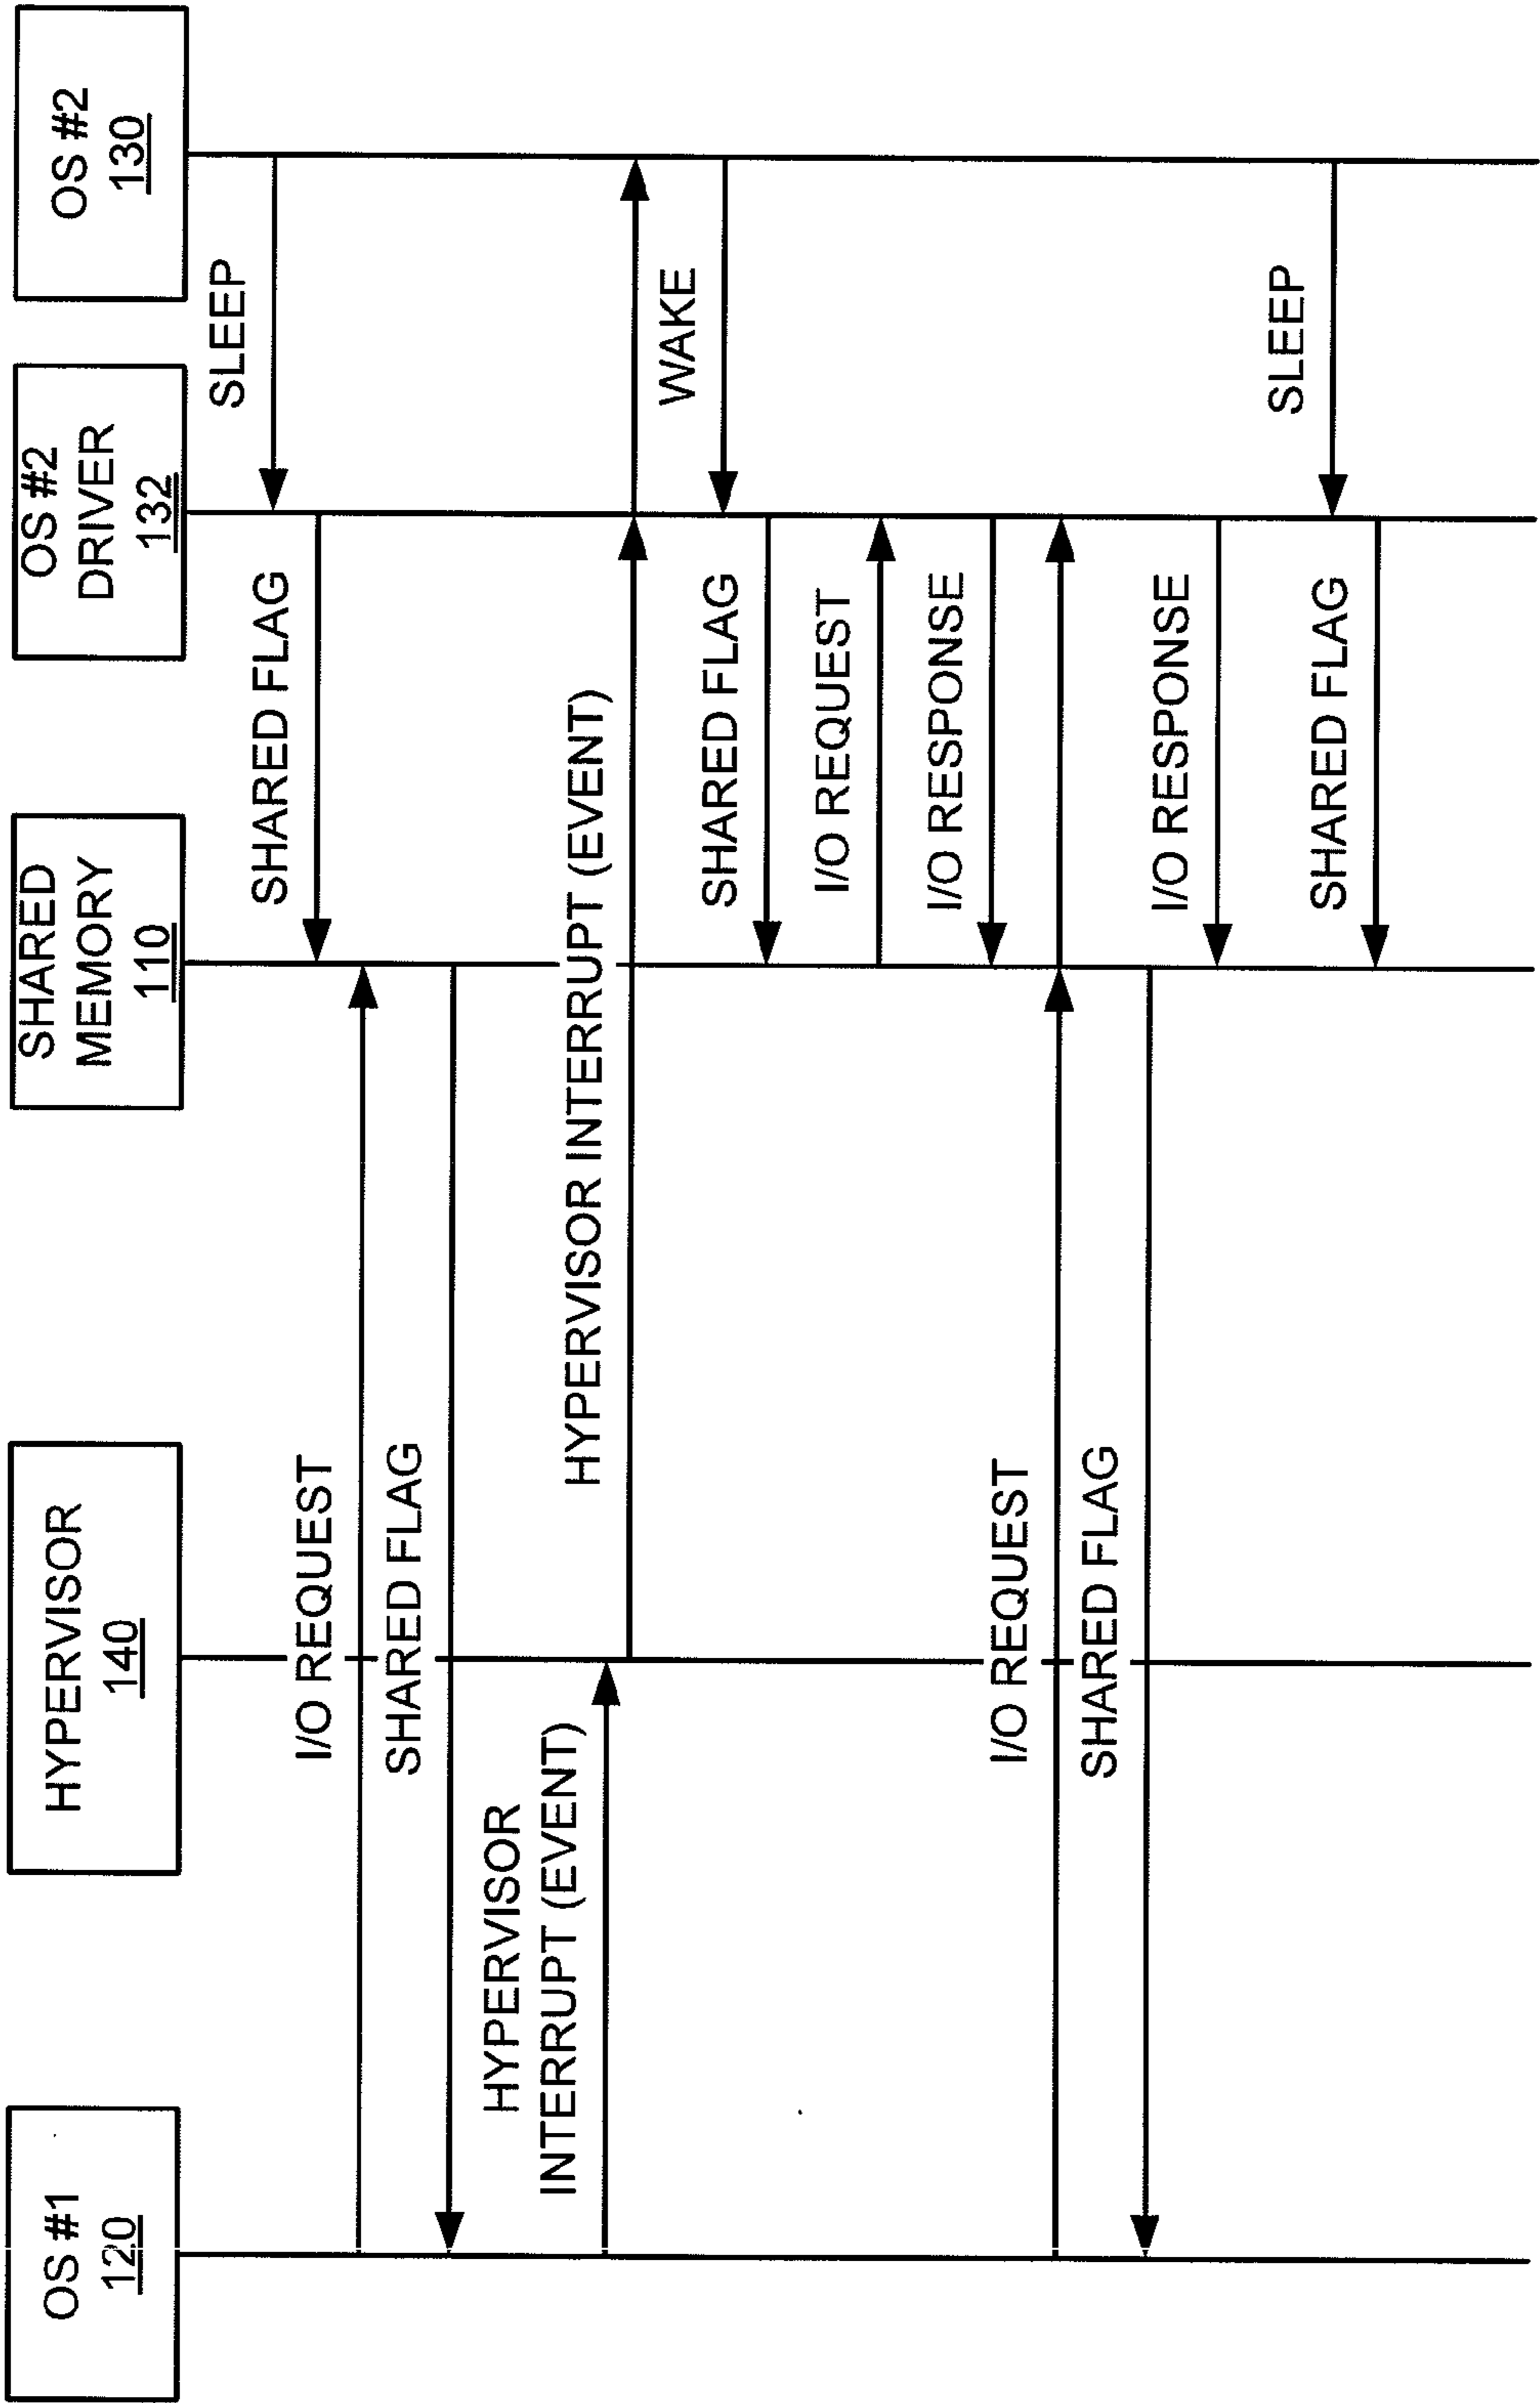 OS #1
120
HYPERVISOR
140
SHARED
MEMORY
110
OS #2
DRIVER
132
OS #2
130
SLEEP
SHARED FLAG
I/O REQUEST
SHARED FLAG
HYPERVISOR
INTERRUPT (EVENT)
HYPERVISOR INTERRUPT (EVENT)
WAKE
SHARED FLAG
I/O REQUEST
I/O RESPONSE
I/O REQUEST
SHARED FLAG
I/O RESPONSE
SLEEP
SHARED FLAG